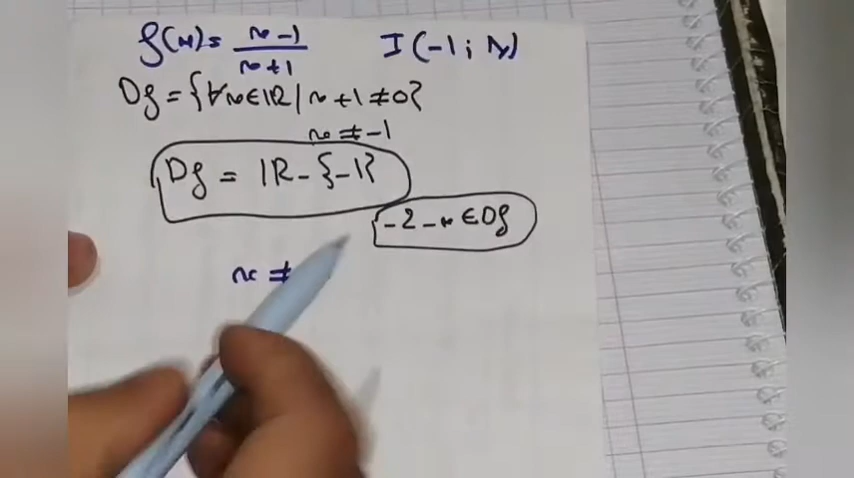 f(x) = x-1 / x+1 I(-1; 1)
Df = {∀x∈IR / x+1≠0}
x ≠ -1
Df = IR - {-1}
-2-x ∈ Df
x ≠